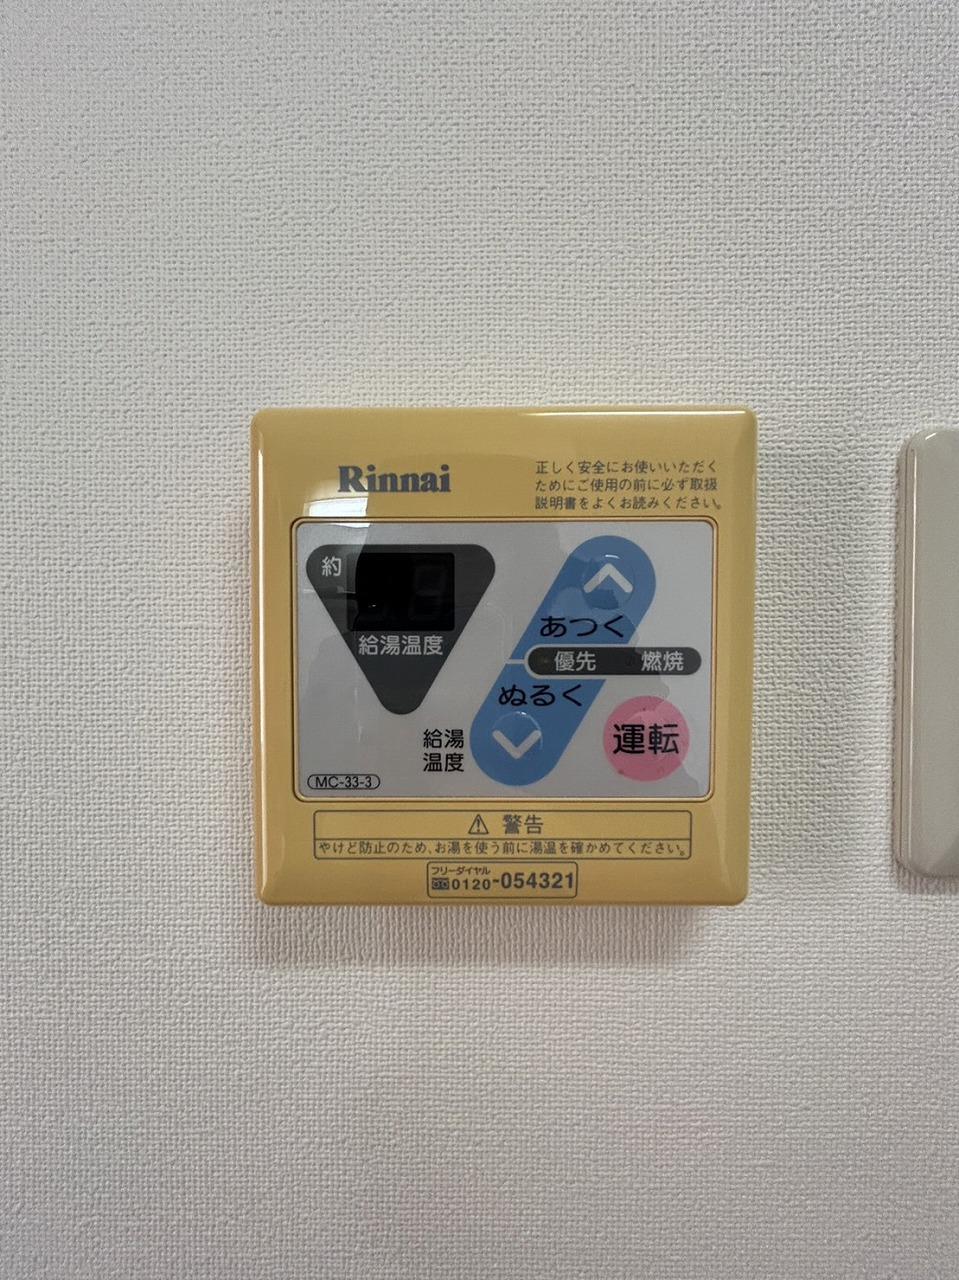 Rinnai
正しく安全にお使いいただく
ためにご使用の前に必ず取扱
説明書をよくお読みください。
約
給湯温度
あつく
優先 燃焼
ぬるく
給湯
温度
運転
MC-33-3
⚠ 警告
やけど防止のため、お湯を使う前に湯温を確かめてください。
フリーダイヤル
0120-054321